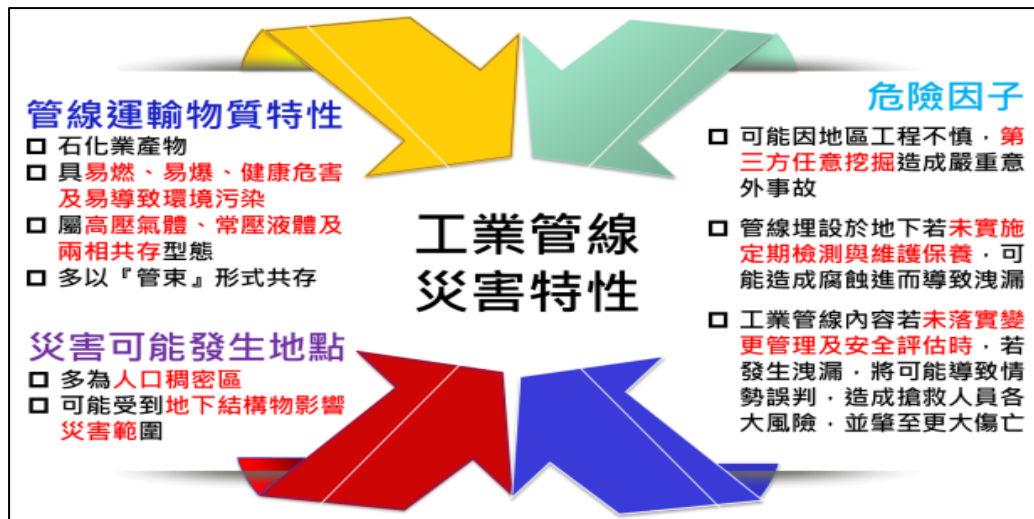 管線運輸物質特性
□ 石化業產物
□ 具易燃、易爆、健康危害
及易導致環境污染
□ 屬高壓氣體、常壓液體及
兩相共存型態
□ 多以『管束』形式共存
災害可能發生地點
□ 多為人口稠密區
□ 可能受到地下結構物影響
災害範圍
工業管線
災害特性
危險因子
□ 可能因地區工程不慎，第
三方任意挖掘造成嚴重意
外事故
□ 管線埋設於地下若未實施
定期檢測與維護保養，可
能造成腐蝕進而導致洩漏
□ 工業管線內容若未落實變
更管理及安全評估時，若
發生洩漏，將可能導致情
勢誤判，造成搶救人員各
大風險，並肇至更大傷亡